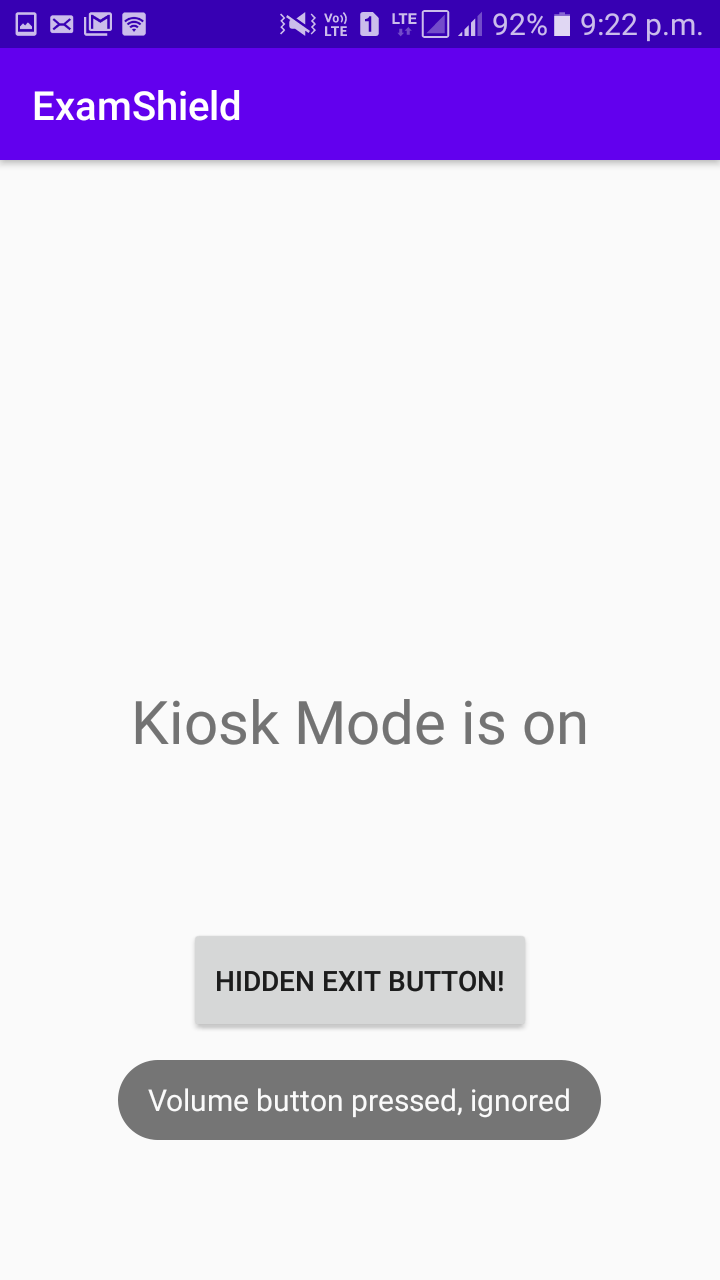 Vo)) LTE 1 LTE 92% 9:22 p.m.
ExamShield
Kiosk Mode is on
HIDDEN EXIT BUTTON!
Volume button pressed, ignored